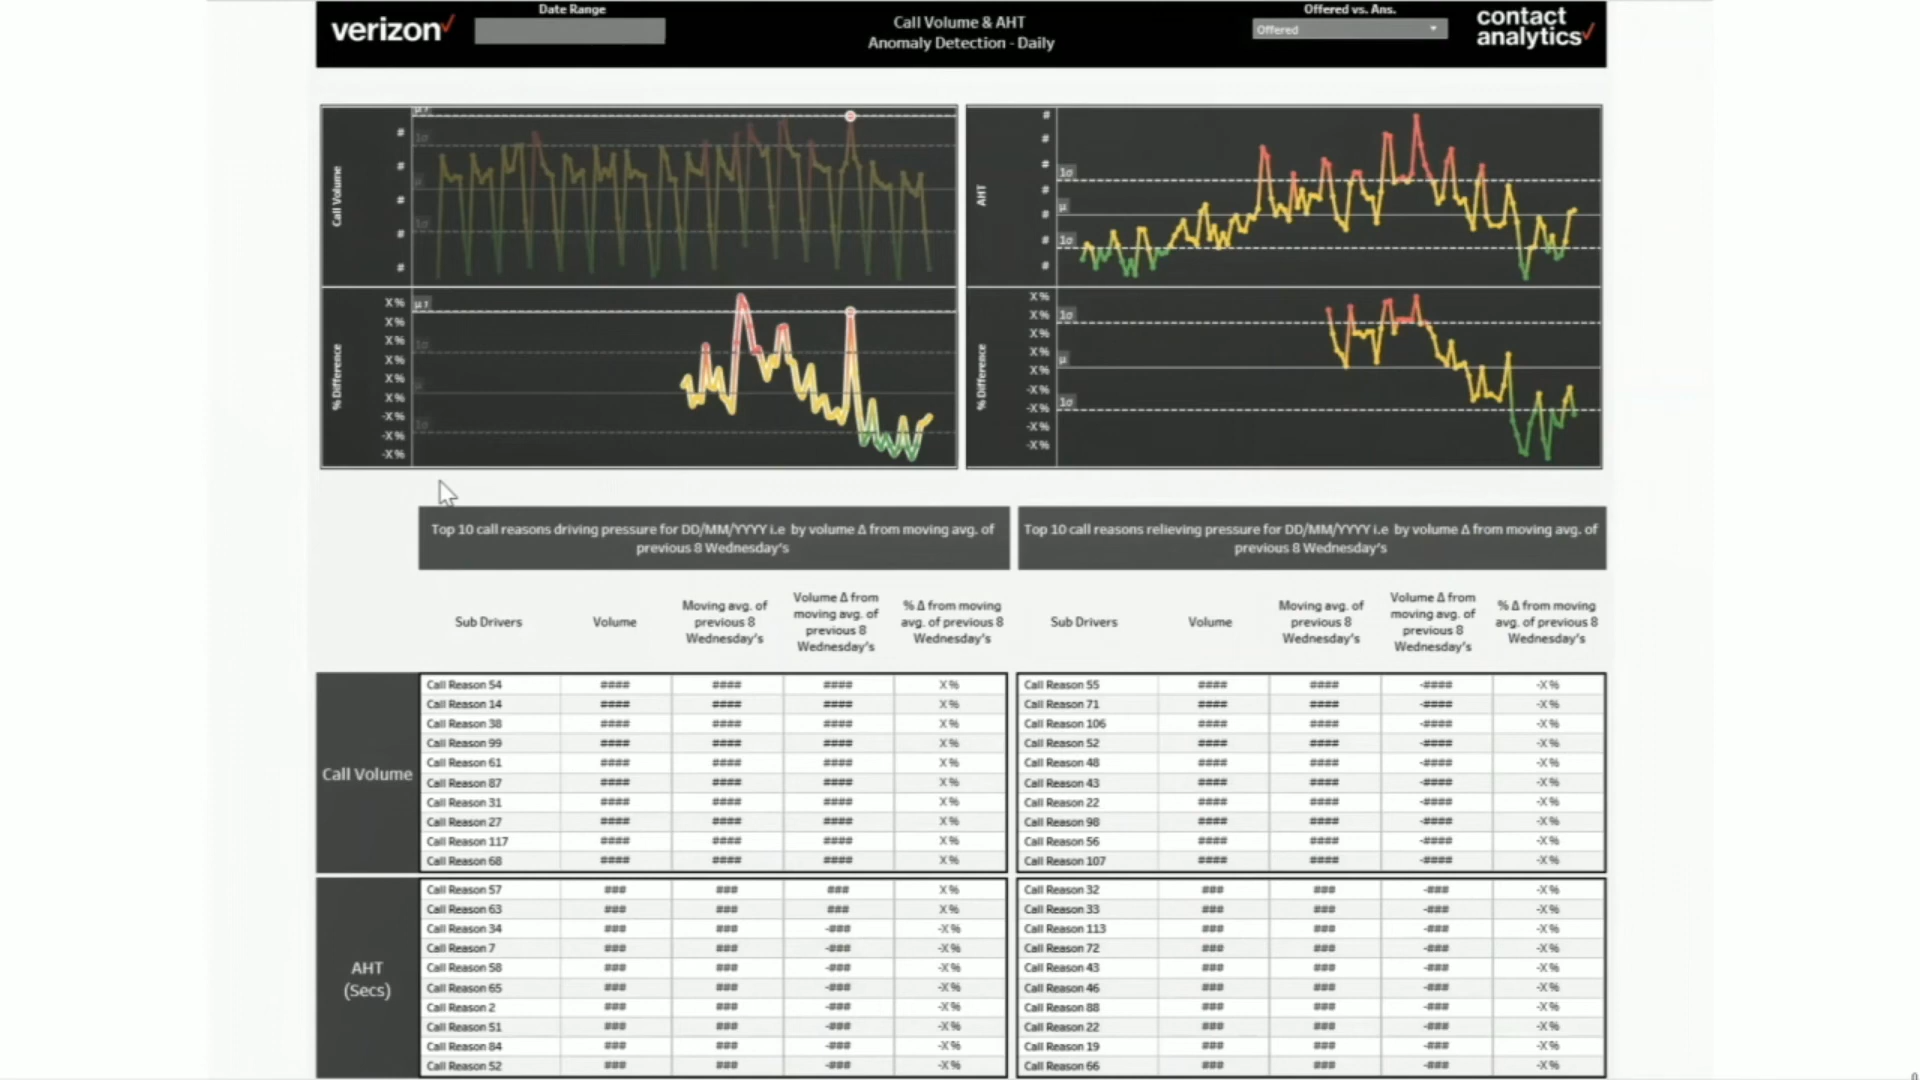 verizon
Date Range
Call Volume & AHT
Anomaly Detection - Daily
Offered vs. Ans.
Offered
contact
analytics
Call Volume
#
#
#
#
#
#
1σ
μ
1σ
% Difference
X%
X%
X%
X%
X%
X%
-X%
-X%
-X%
1σ
μ
1σ
AHT
#
#
#
#
#
#
#
1σ
μ
1σ
% Difference
X%
X%
X%
X%
X%
-X%
-X%
-X%
-X%
1σ
μ
1σ
Top 10 call reasons driving pressure for DD/MM/YYYY i.e by volume Δ from moving avg. of
previous 8 Wednesday's
Top 10 call reasons relieving pressure for DD/MM/YYYY i.e by volume Δ from moving avg. of
previous 8 Wednesday's
Sub Drivers
Volume
Moving avg. of
previous 8
Wednesday's
Volume Δ from
moving avg. of
previous 8
Wednesday's
% Δ from moving
avg. of previous 8
Wednesday's
Sub Drivers
Volume
Moving avg. of
previous 8
Wednesday's
Volume Δ from
moving avg. of
previous 8
Wednesday's
% Δ from moving
avg. of previous 8
Wednesday's
Call Volume
Call Reason 54 #### #### #### X%
Call Reason 14 #### #### #### X%
Call Reason 38 #### #### #### X%
Call Reason 99 #### #### #### X%
Call Reason 61 #### #### #### X%
Call Reason 87 #### #### #### X%
Call Reason 31 #### #### #### X%
Call Reason 27 #### #### #### X%
Call Reason 117 #### #### #### X%
Call Reason 68 #### #### #### X%
Call Reason 55 #### #### -#### -X%
Call Reason 71 #### #### -#### -X%
Call Reason 106 #### #### -#### -X%
Call Reason 52 #### #### -#### -X%
Call Reason 48 #### #### -#### -X%
Call Reason 43 #### #### -#### -X%
Call Reason 22 #### #### -#### -X%
Call Reason 98 #### #### -#### -X%
Call Reason 56 #### #### -#### -X%
Call Reason 107 #### #### -#### -X%
AHT
(Secs)
Call Reason 57 ### ### ### X%
Call Reason 63 ### ### ### X%
Call Reason 34 ### ### -### -X%
Call Reason 7 ### ### -### -X%
Call Reason 58 ### ### -### -X%
Call Reason 65 ### ### -### -X%
Call Reason 2 ### ### -### -X%
Call Reason 51 ### ### -### -X%
Call Reason 84 ### ### -### -X%
Call Reason 52 ### ### -### -X%
Call Reason 32 ### ### -### -X%
Call Reason 33 ### ### -### -X%
Call Reason 113 ### ### -### -X%
Call Reason 72 ### ### -### -X%
Call Reason 43 ### ### -### -X%
Call Reason 46 ### ### -### -X%
Call Reason 88 ### ### -### -X%
Call Reason 22 ### ### -### -X%
Call Reason 19 ### ### -### -X%
Call Reason 66 ### ### -### -X%